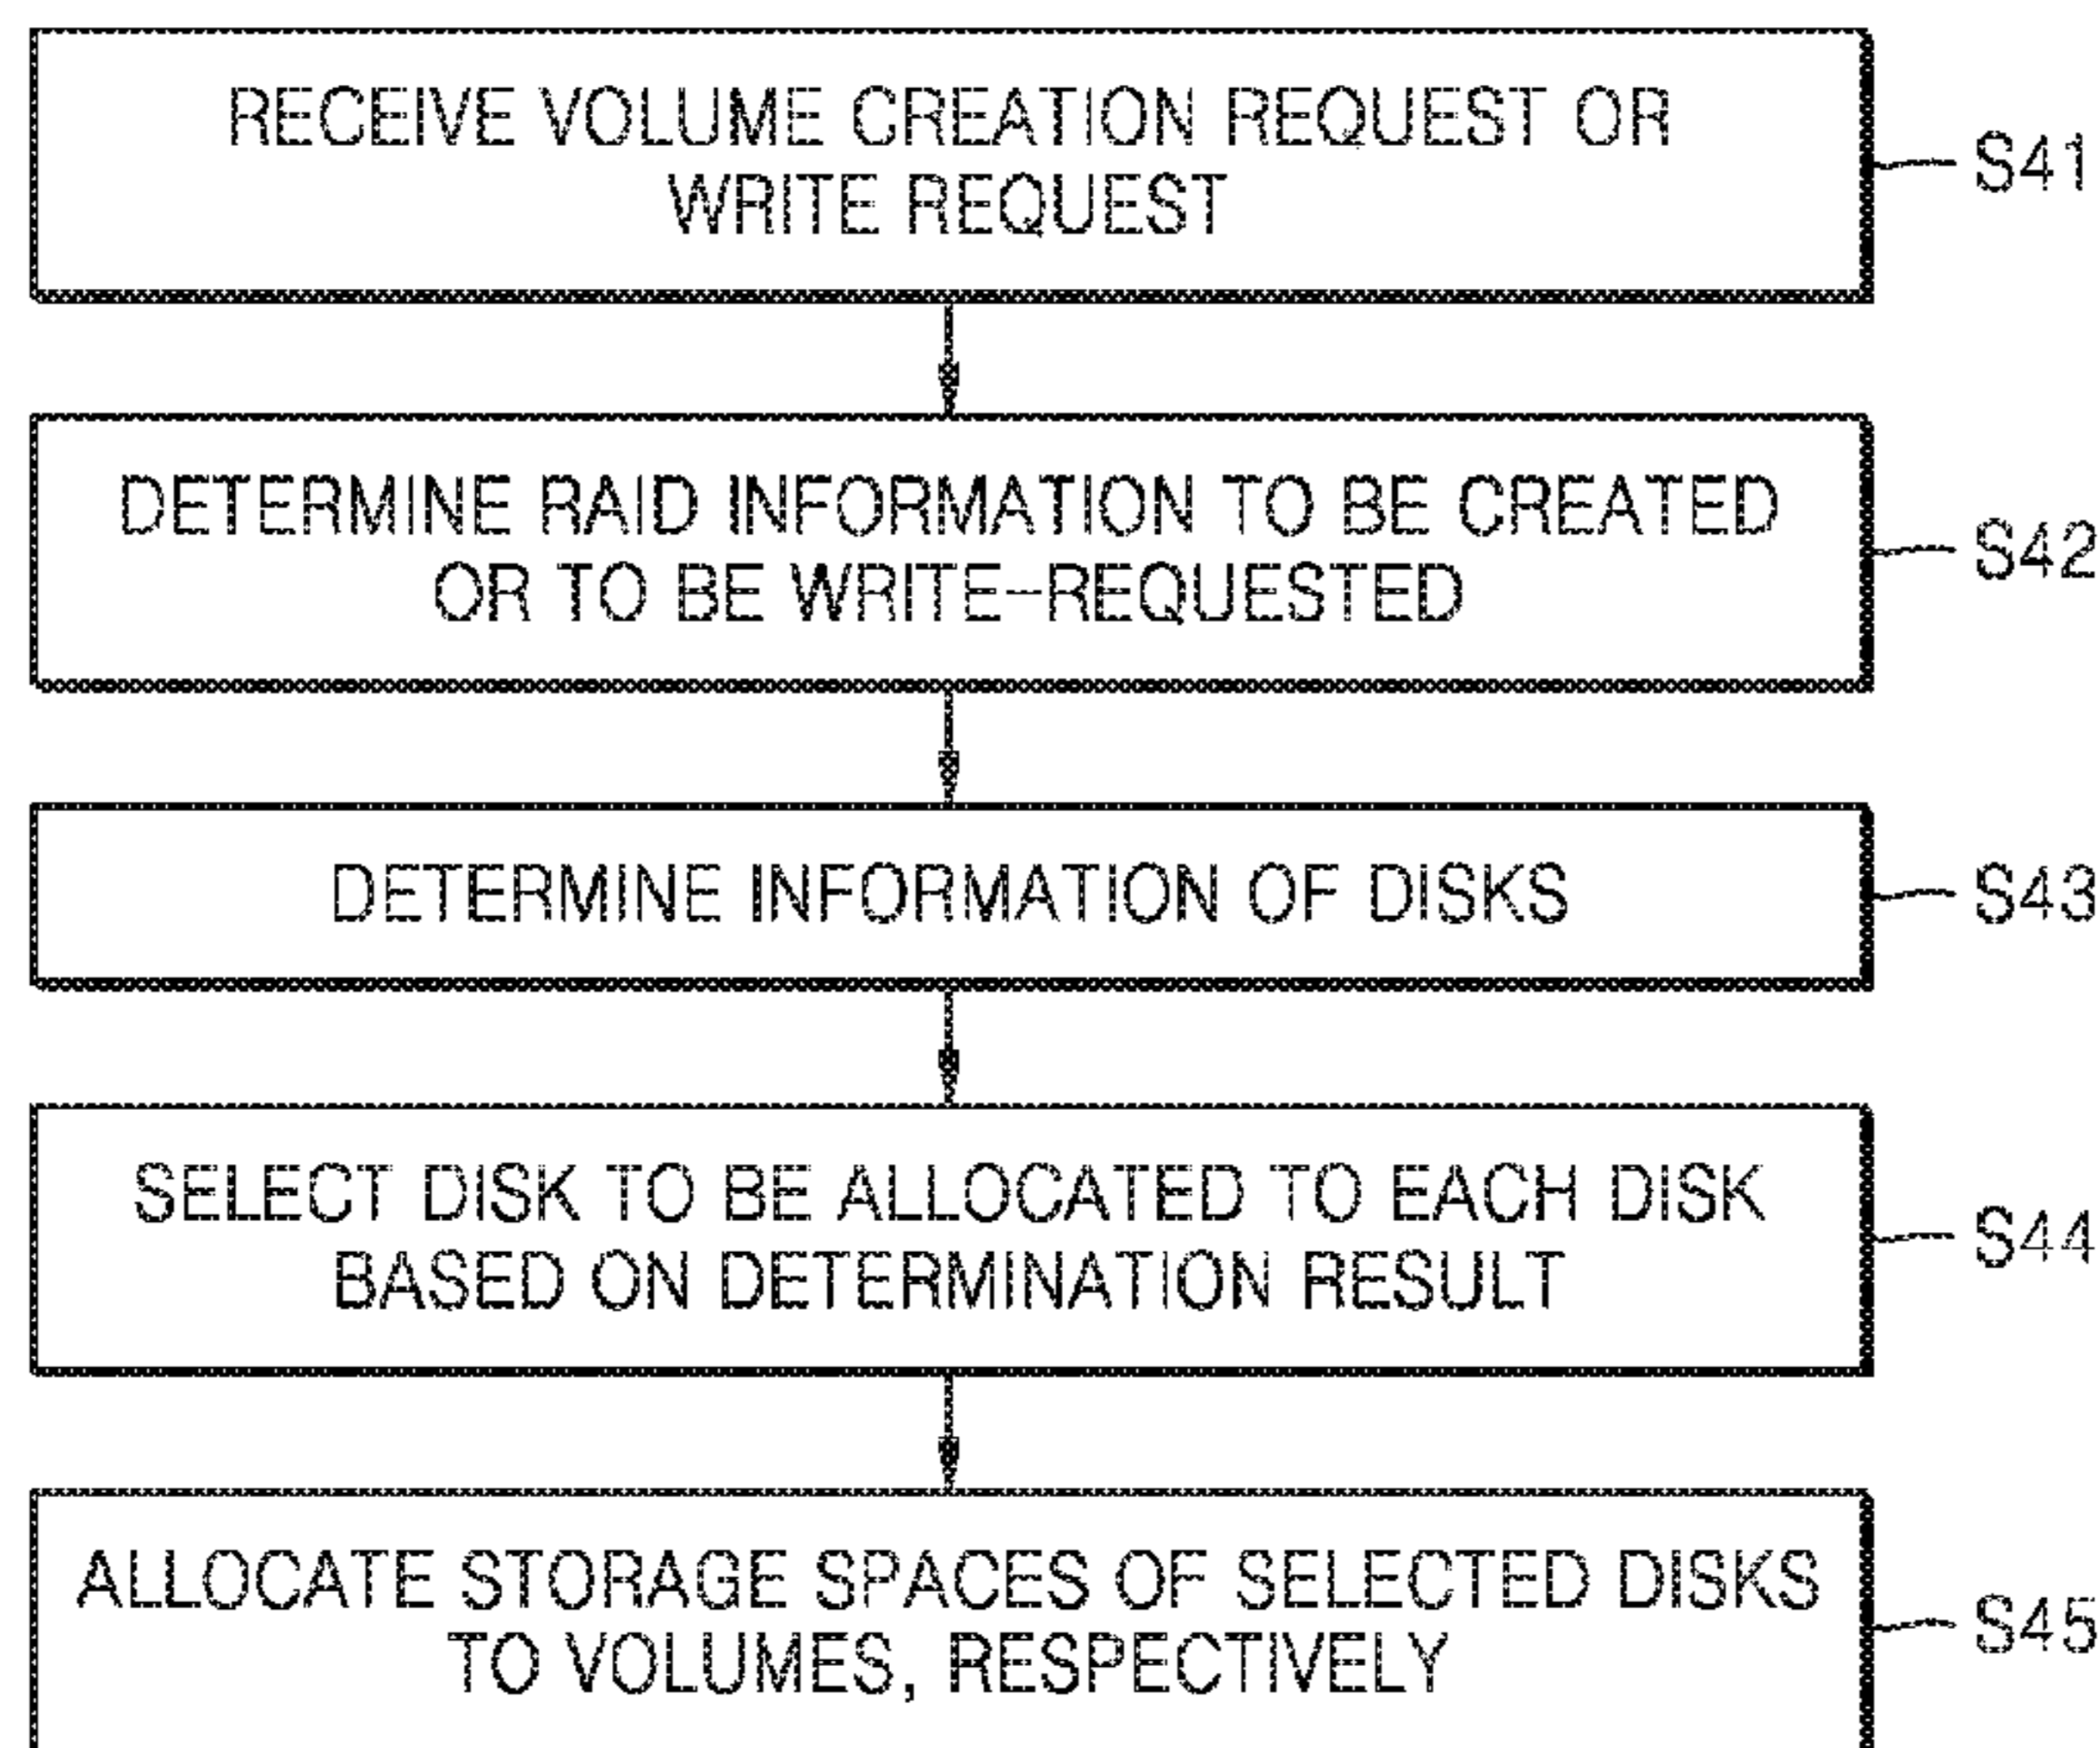 RECEIVE VOLUME CREATION REQUEST OR
WRITE REQUEST
S41
DETERMINE RAID INFORMATION TO BE CREATED
OR TO BE WRITE-REQUESTED
S42
DETERMINE INFORMATION OF DISKS
S43
SELECT DISK TO BE ALLOCATED TO EACH DISK
BASED ON DETERMINATION RESULT
S44
ALLOCATE STORAGE SPACES OF SELECTED DISKS
TO VOLUMES, RESPECTIVELY
S45